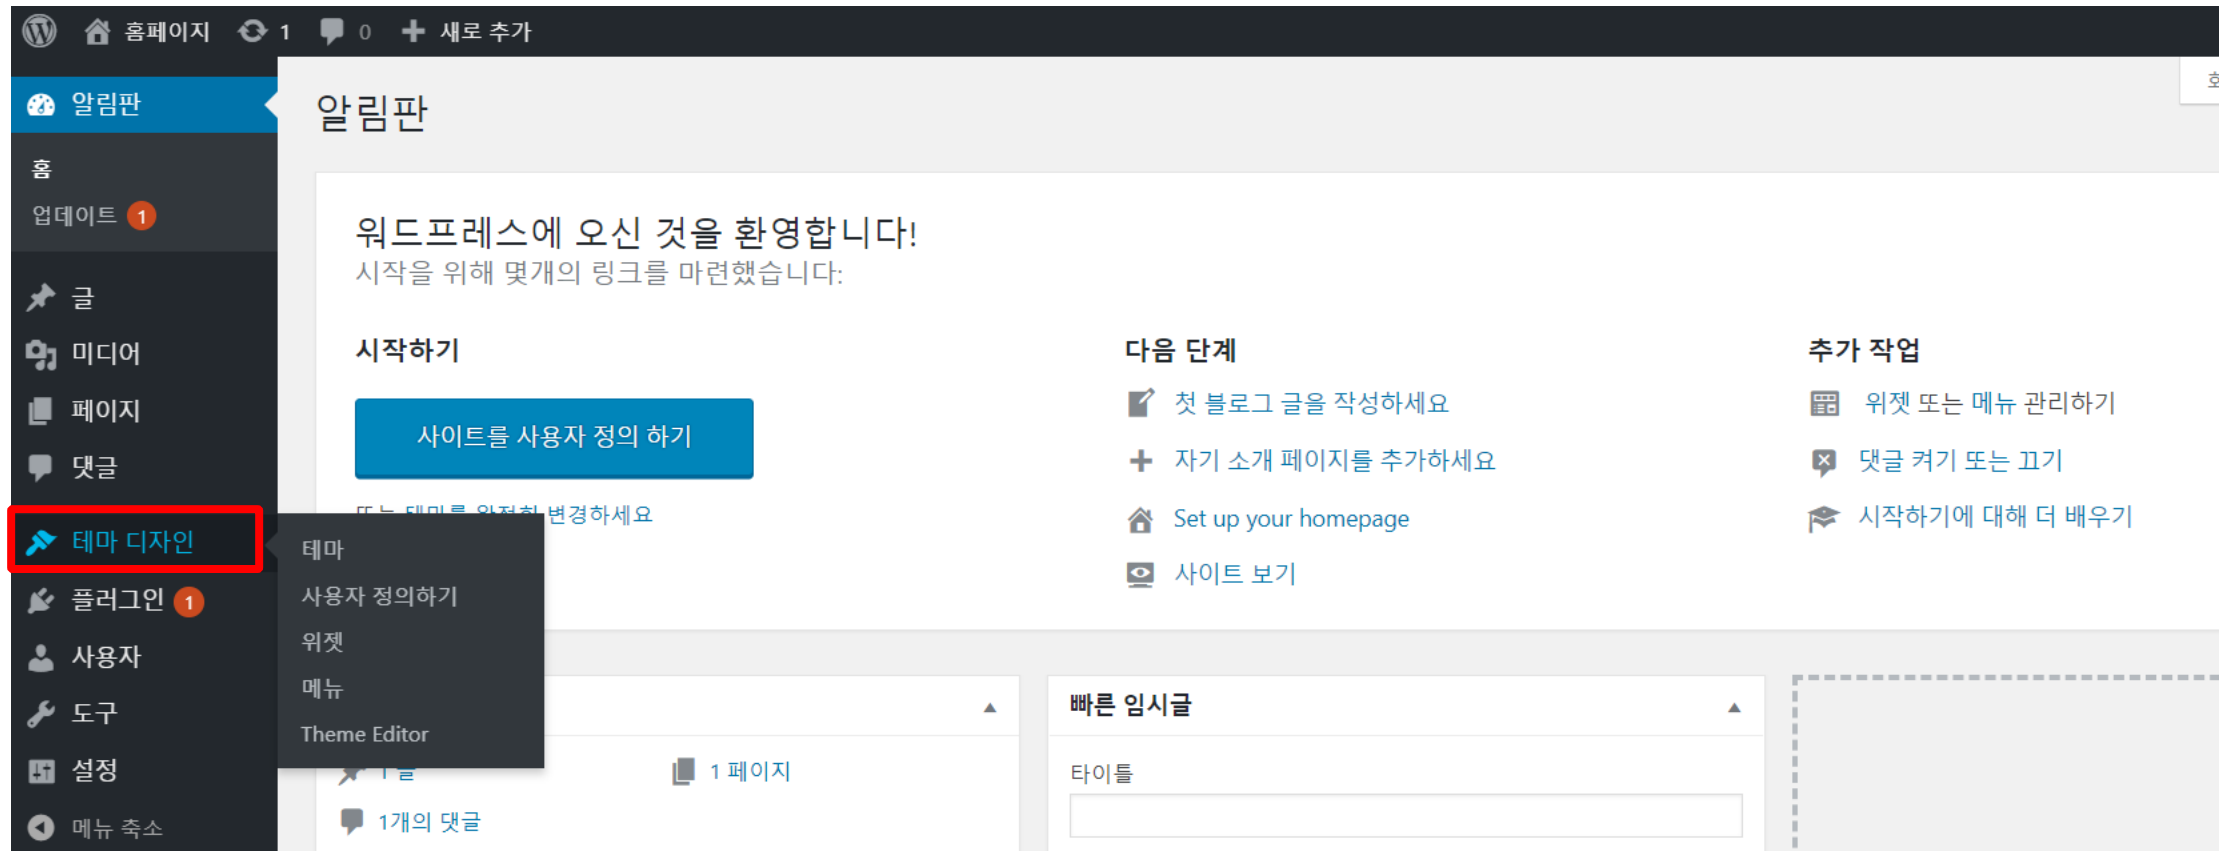 홈페이지 1 0 새로 추가
알림판
홈
업데이트 1
글
미디어
페이지
댓글
테마 디자인
플러그인 1
사용자
도구
설정
메뉴 축소
테마
사용자 정의하기
위젯
메뉴
Theme Editor
알림판
워드프레스에 오신 것을 환영합니다!
시작을 위해 몇개의 링크를 마련했습니다:
시작하기
사이트를 사용자 정의 하기
변경하세요
다음 단계
첫 블로그 글을 작성하세요
자기 소개 페이지를 추가하세요
Set up your homepage
사이트 보기
추가 작업
위젯 또는 메뉴 관리하기
댓글 켜기 또는 끄기
시작하기에 대해 더 배우기
1 글
1 페이지
1개의 댓글
빠른 임시글
타이틀